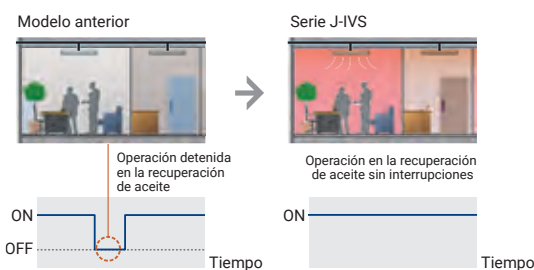 Modelo anterior
Serie J-IVS
Operación detenida
en la recuperación
de aceite
Operación en la recuperación
de aceite sin interrupciones
ON
OFF
Tiempo
ON
Tiempo